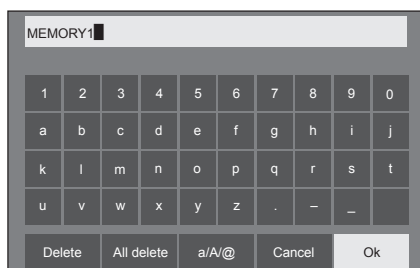 MEMORY1
1 2 3 4 5 6 7 8 9 0
a b c d e f g h i j
k l m n o p q r s t
u v w x y z . – _
Delete All delete a/A/@ Cancel Ok